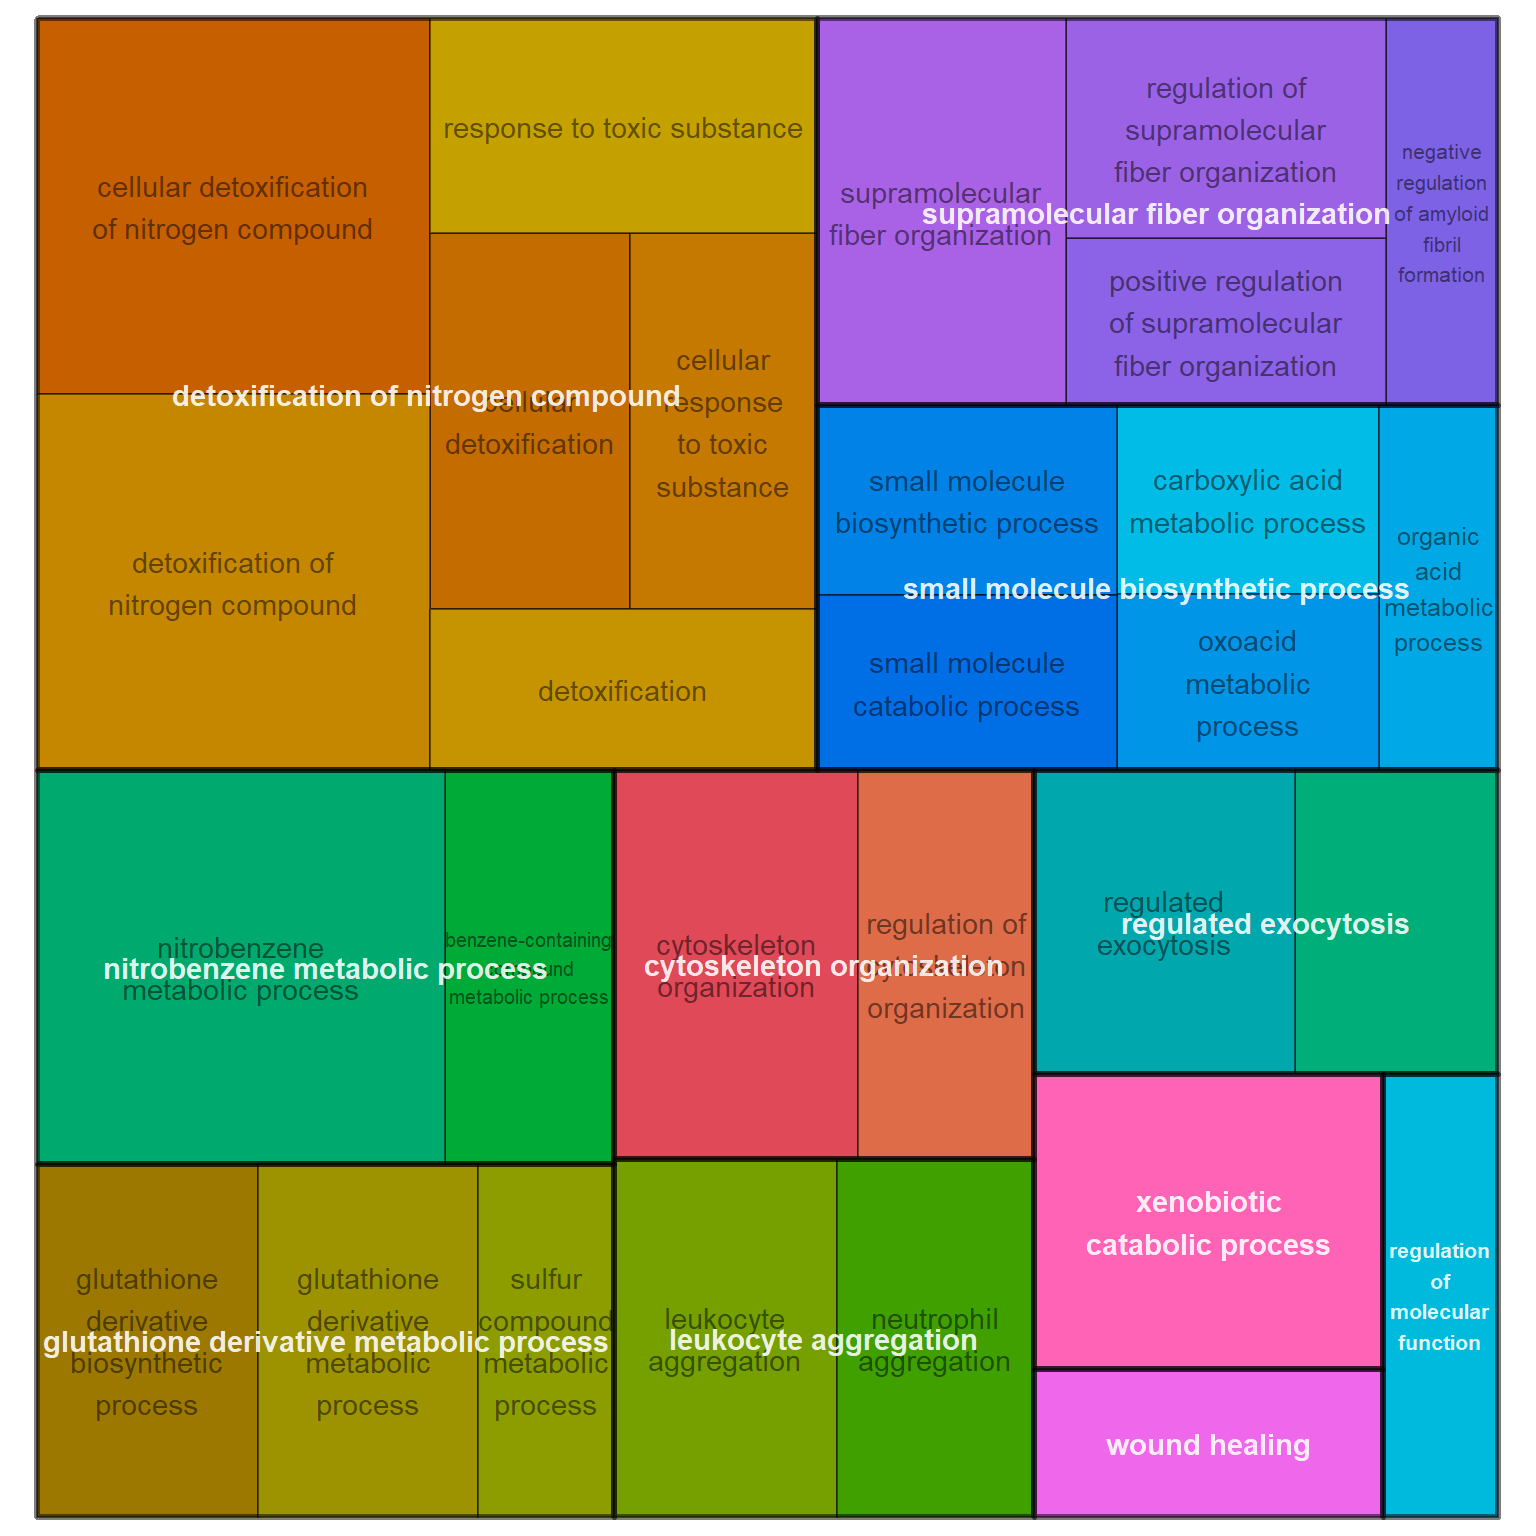 cellular detoxification
of nitrogen compound
response to toxic substance
cellular
detoxification
cellular
response
to toxic
substance
detoxification of nitrogen compound
detoxification of
nitrogen compound
detoxification
supramolecular
fiber organization
regulation of
supramolecular
fiber organization
supramolecular fiber organization
positive regulation
of supramolecular
fiber organization
negative
regulation
of amyloid
fibril
formation
small molecule
biosynthetic process
carboxylic acid
metabolic process
small molecule biosynthetic process
small molecule
catabolic process
oxoacid
metabolic
process
organic
acid
metabolic
process
nitrobenzene
metabolic process
nitrobenzene metabolic process
benzene-containing
compound
metabolic process
cytoskeleton
organization
cytoskeleton organization
regulation of
cytoskeleton
organization
regulated
exocytosis
regulated exocytosis
glutathione
derivative
biosynthetic
process
glutathione derivative metabolic process
glutathione
derivative
metabolic
process
sulfur
compound
metabolic
process
leukocyte
aggregation
leukocyte aggregation
neutrophil
aggregation
xenobiotic
catabolic process
wound healing
regulation
of
molecular
function